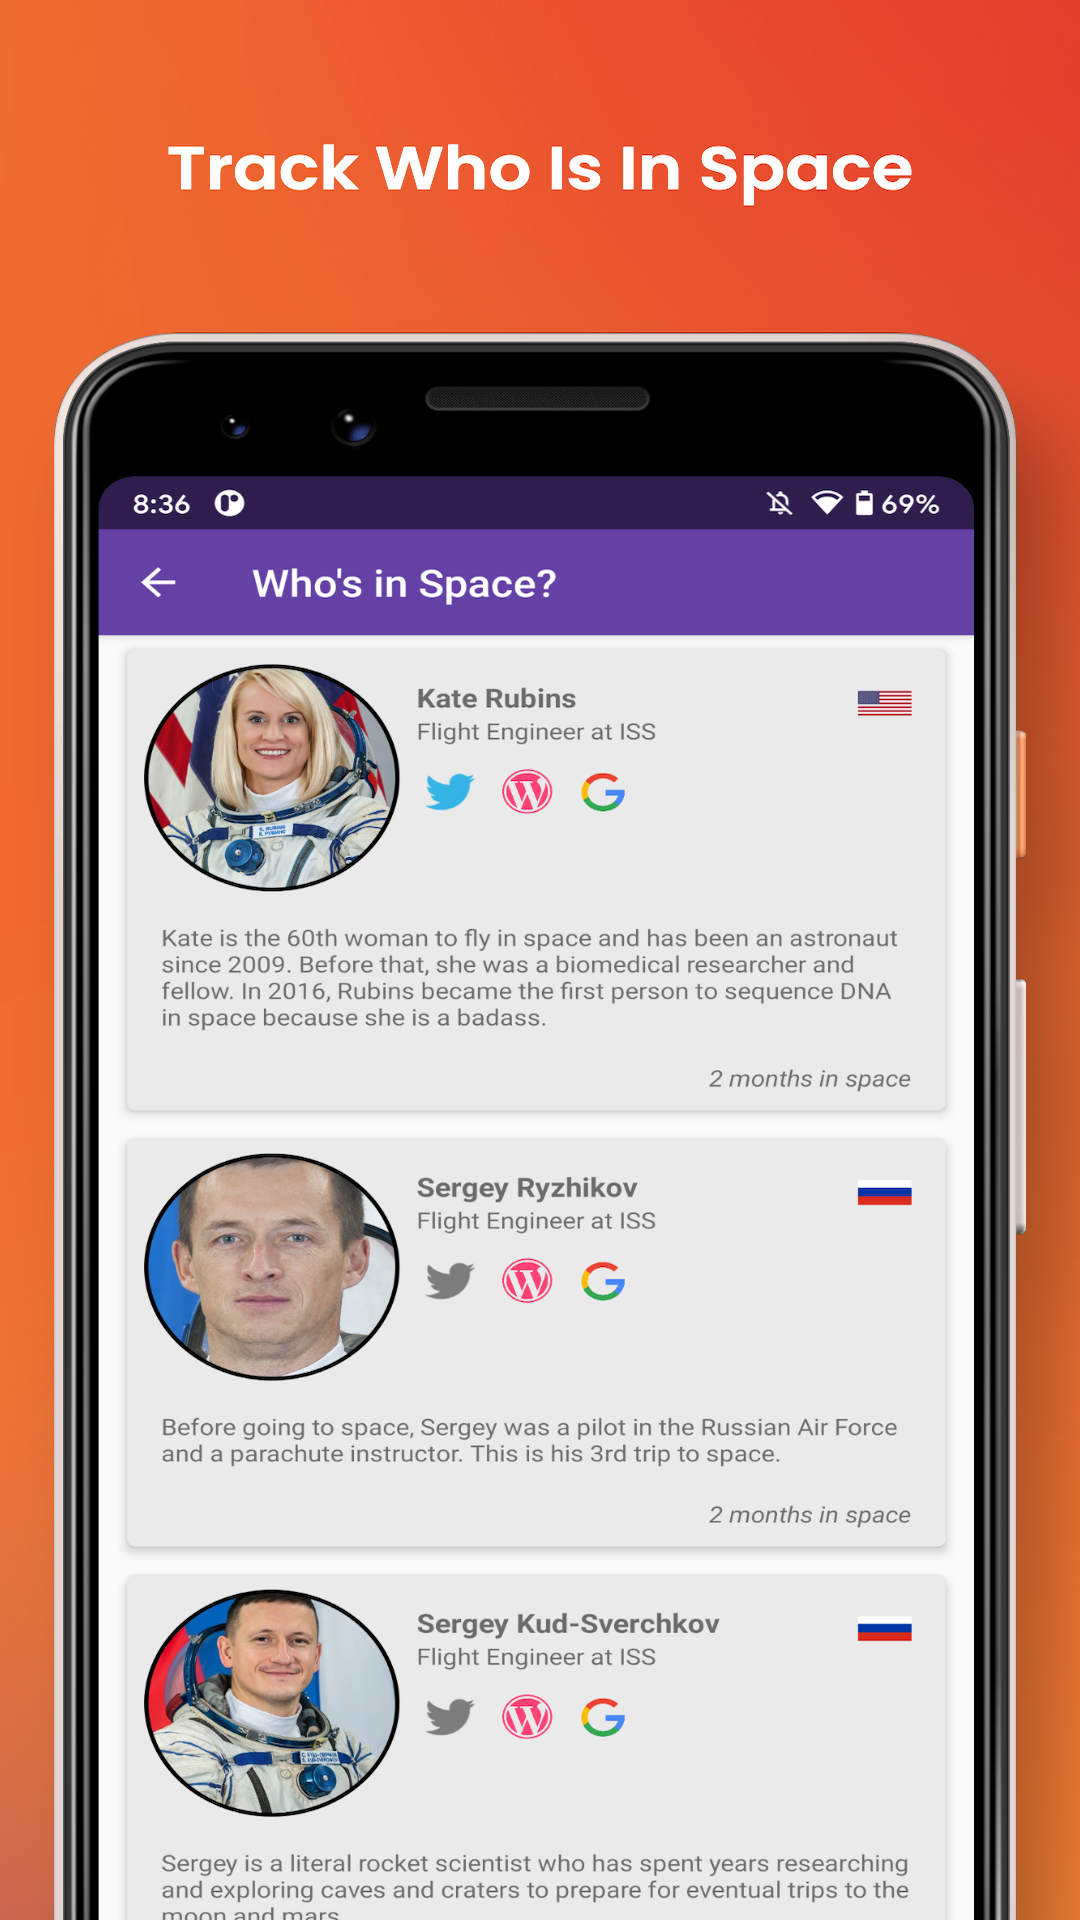 Track Who Is In Space
8:36
69%
Who's in Space?
Kate Rubins
Flight Engineer at ISS
K. RUBINS
К. РУБИНС
Kate is the 60th woman to fly in space and has been an astronaut
since 2009. Before that, she was a biomedical researcher and
fellow. In 2016, Rubins became the first person to sequence DNA
in space because she is a badass.
2 months in space
Sergey Ryzhikov
Flight Engineer at ISS
Before going to space, Sergey was a pilot in the Russian Air Force
and a parachute instructor. This is his 3rd trip to space.
2 months in space
Sergey Kud-Sverchkov
Flight Engineer at ISS
Sergey is a literal rocket scientist who has spent years researching
and exploring caves and craters to prepare for eventual trips to the
moon and mars